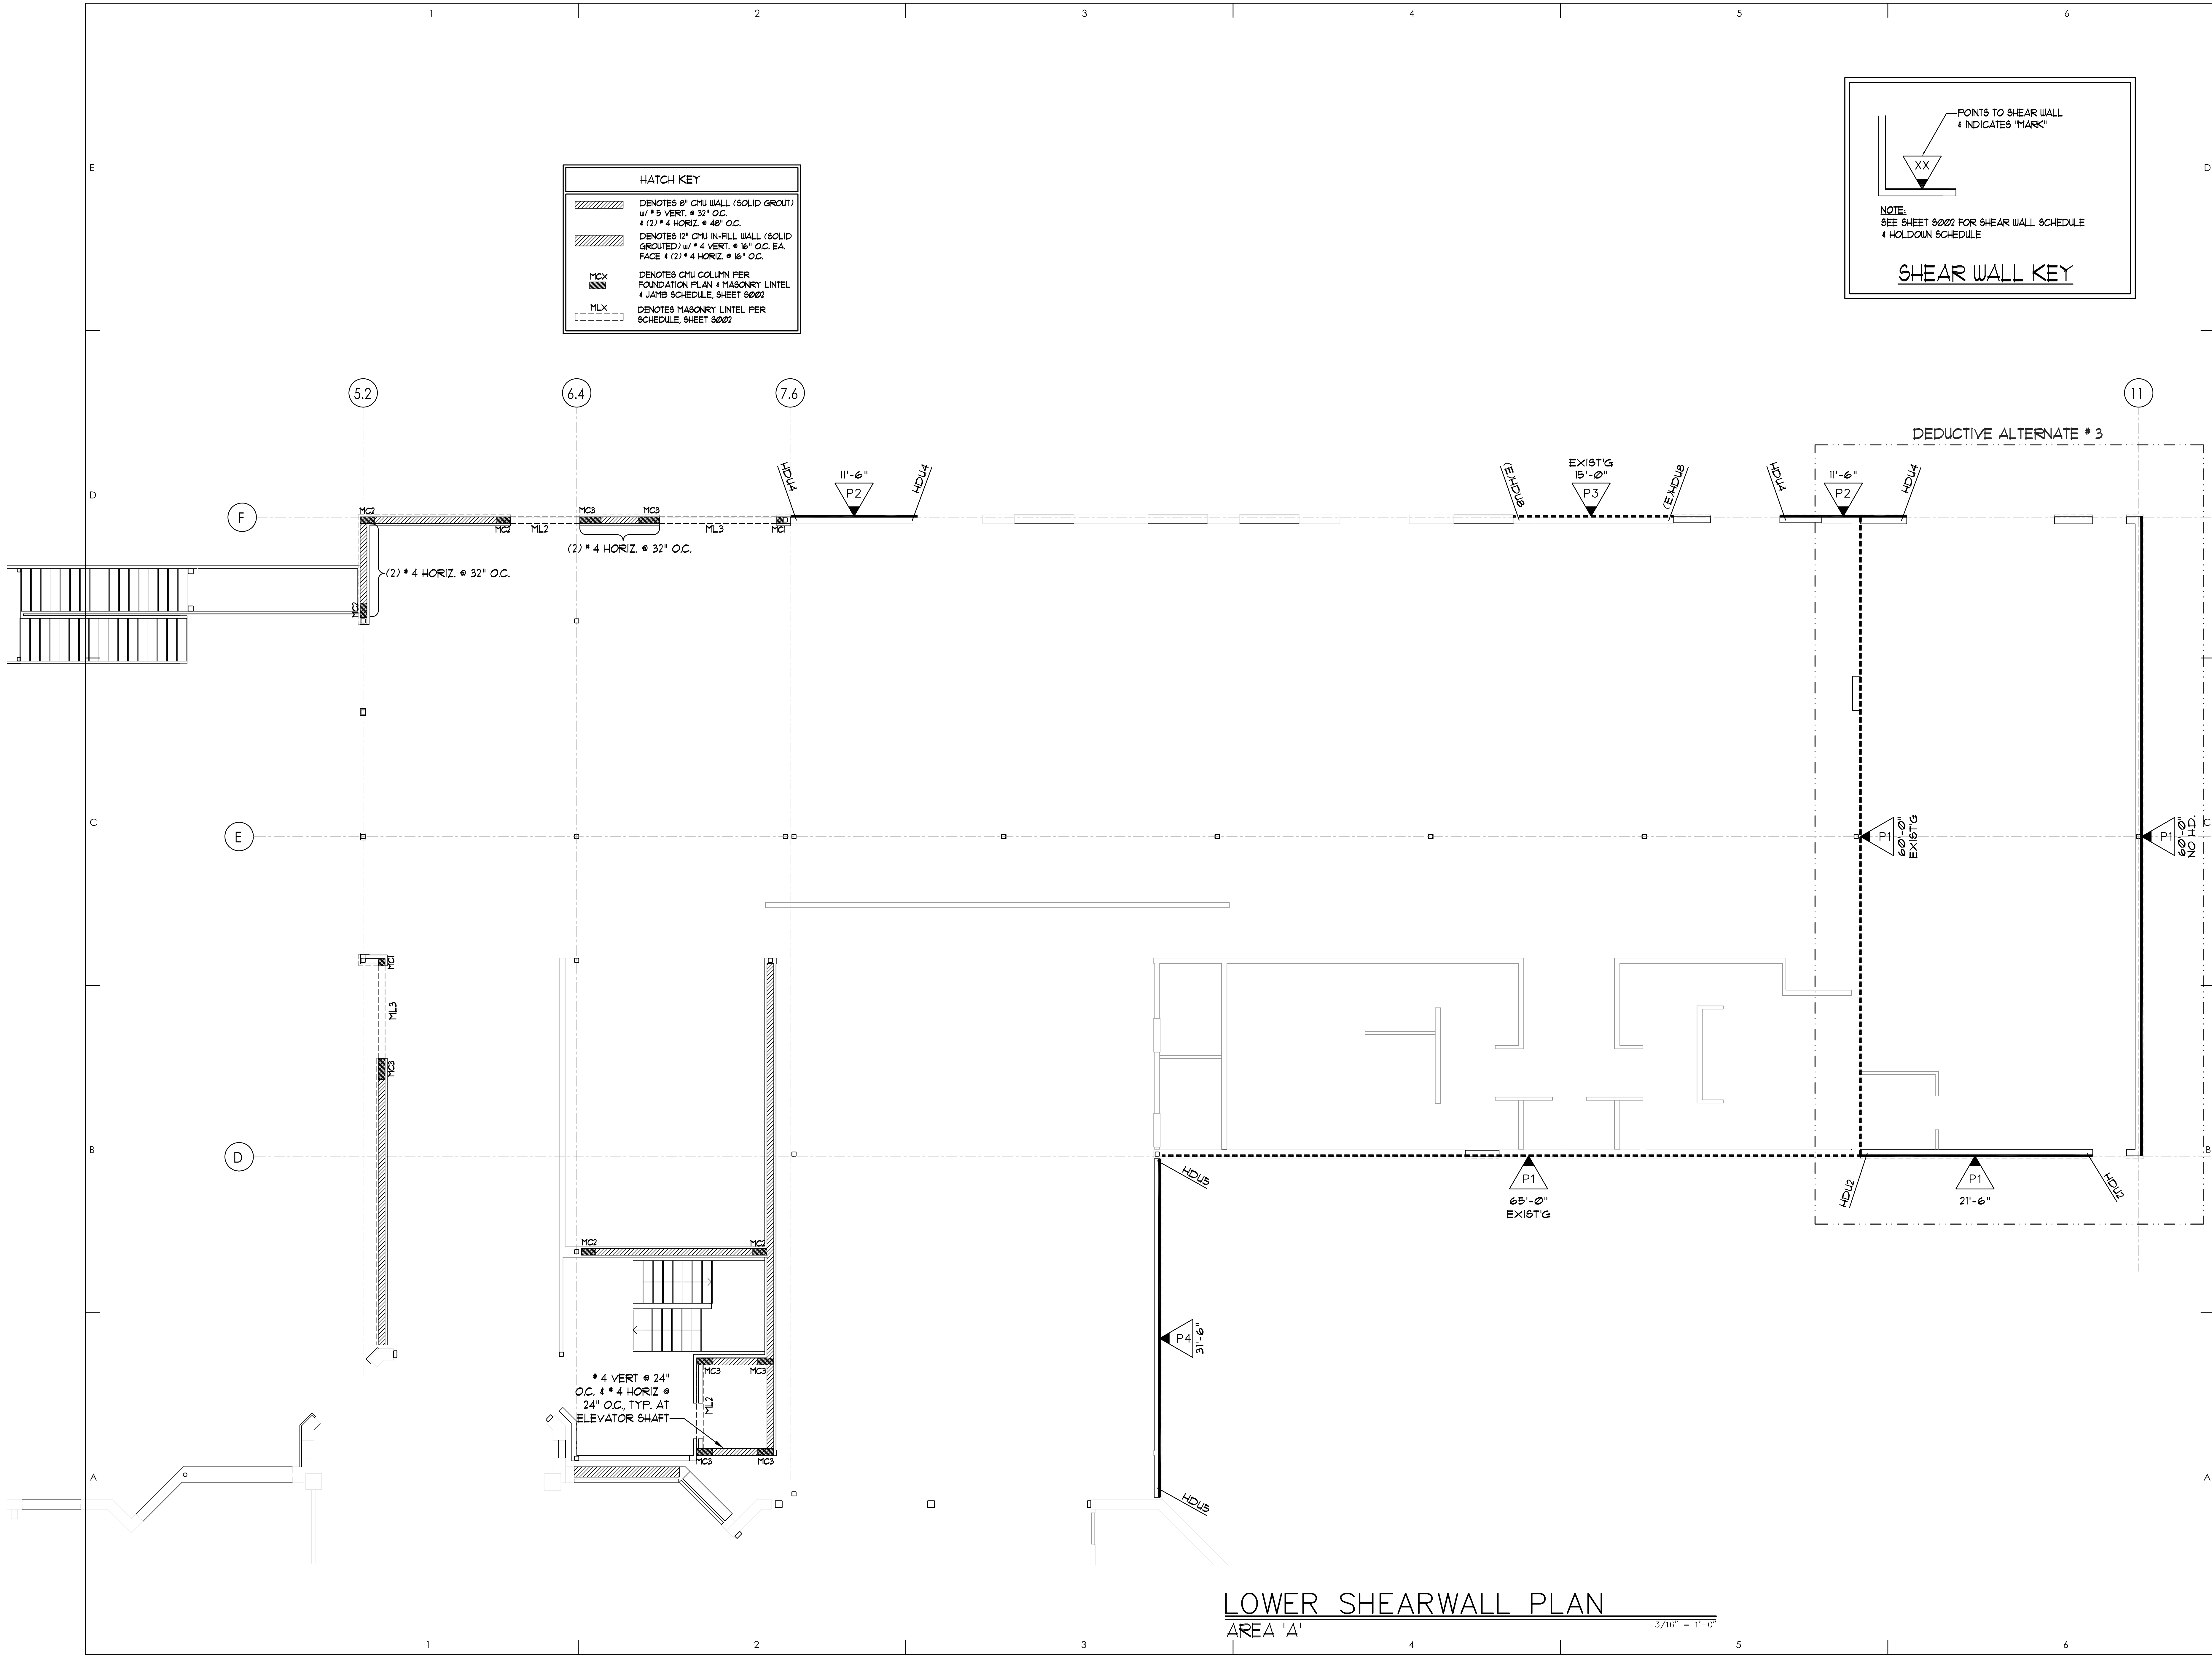 1 2 3 4 5 6
POINTS TO SHEAR WALL
& INDICATES "MARK"
XX
NOTE:
SEE SHEET S002 FOR SHEAR WALL SCHEDULE
& HOLDOWN SCHEDULE
SHEAR WALL KEY
E
D
HATCH KEY
DENOTES 8" CMU WALL (SOLID GROUT)
w/ #5 VERT. @ 32" O.C.
& (2) #4 HORIZ. @ 48" O.C.
DENOTES 12" CMU IN-FILL WALL (SOLID
GROUTED) w/ #4 VERT. @ 16" O.C. EA.
FACE & (2) #4 HORIZ. @ 16" O.C.
MCX
DENOTES CMU COLUMN PER
FOUNDATION PLAN & MASONRY LINTEL
& JAMB SCHEDULE, SHEET S002
MLX
DENOTES MASONRY LINTEL PER
SCHEDULE, SHEET S002
5.2
6.4
7.6
11
DEDUCTIVE ALTERNATE #3
D
F
HDU4
11'-6"
P2
HDU4
(E)HDU8
EXIST'G
15'-0"
P3
(E)HDU8
HDU4
11'-6"
P2
HDU4
MC2
MC2
ML2
MC3
MC3
ML3
MC1
(2) #4 HORIZ. @ 32" O.C.
(2) #4 HORIZ. @ 32" O.C.
MC2
C
E
P1
60'-0"
EXIST'G
P1
60'-0"
NO H.D.
C
MC1
ML3
MC3
B
D
HDU5
P1
65'-0"
EXIST'G
HDU2
P1
21'-6"
HDU2
B
MC2
MC2
P4
31'-6"
#4 VERT @ 24"
O.C. & #4 HORIZ @
24" O.C., TYP. AT
ELEVATOR SHAFT
MC3
MC3
ML2
MC3
MC3
A
HDU5
A
LOWER SHEARWALL PLAN
3/16" = 1'-0"
AREA 'A'
1 2 3 4 5 6